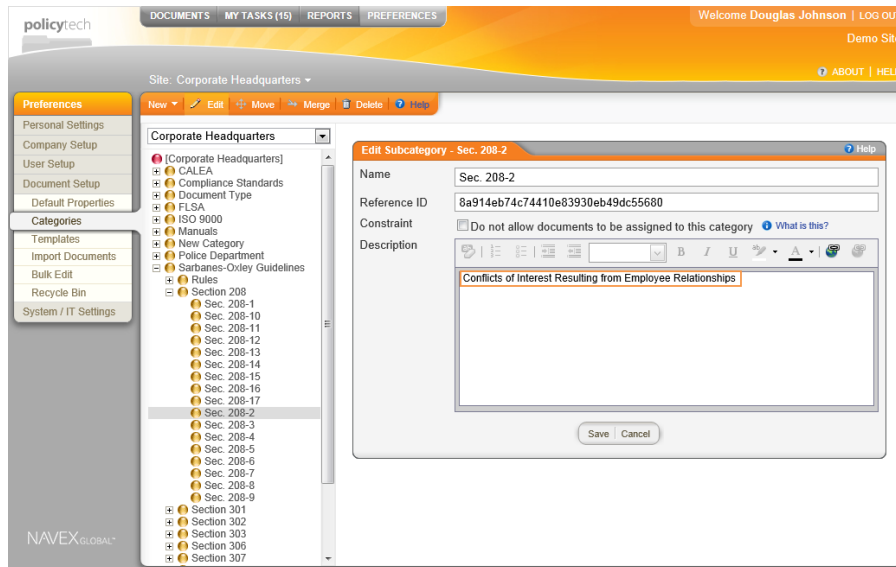 policytech
DOCUMENTS MY TASKS (15) REPORTS PREFERENCES
Welcome Douglas Johnson | LOG OU
Demo Sit
ABOUT | HEL
Site: Corporate Headquarters
Preferences
Personal Settings
Company Setup
User Setup
Document Setup
Default Properties
Categories
Templates
Import Documents
Bulk Edit
Recycle Bin
System / IT Settings
NAVEX GLOBAL
New Edit Move Merge Delete Help
Corporate Headquarters
[Corporate Headquarters]
CALEA
Compliance Standards
Document Type
FLSA
ISO 9000
Manuals
New Category
Police Department
Sarbanes-Oxley Guidelines
Rules
Section 208
Sec. 208-1
Sec. 208-10
Sec. 208-11
Sec. 208-12
Sec. 208-13
Sec. 208-14
Sec. 208-15
Sec. 208-16
Sec. 208-17
Sec. 208-2
Sec. 208-3
Sec. 208-4
Sec. 208-5
Sec. 208-6
Sec. 208-7
Sec. 208-8
Sec. 208-9
Section 301
Section 302
Section 303
Section 306
Section 307
Edit Subcategory - Sec. 208-2 Help
Name Sec. 208-2
Reference ID 8a914eb74c74410e83930eb49dc55680
Constraint Do not allow documents to be assigned to this category What is this?
Description
B I U ab A
Conflicts of Interest Resulting from Employee Relationships
Save Cancel